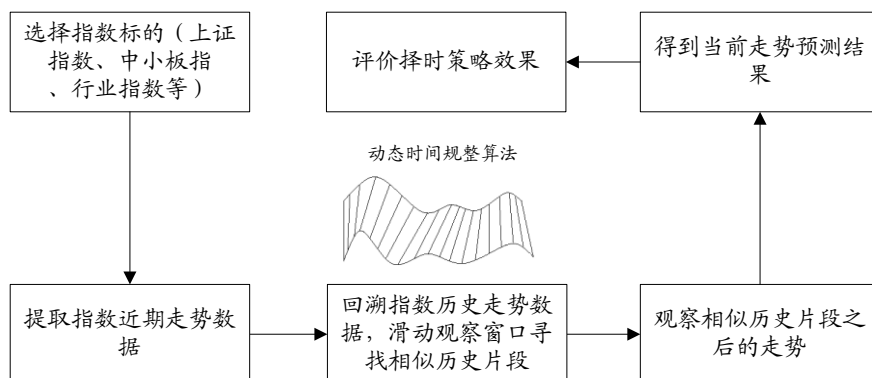 选择指数标的（上证
指数、中小板指
、行业指数等）
评价择时策略效果
得到当前走势预测结
果
动态时间规整算法
提取指数近期走势数
据
回溯指数历史走势数
据，滑动观察窗口寻
找相似历史片段
观察相似历史片段之
后的走势